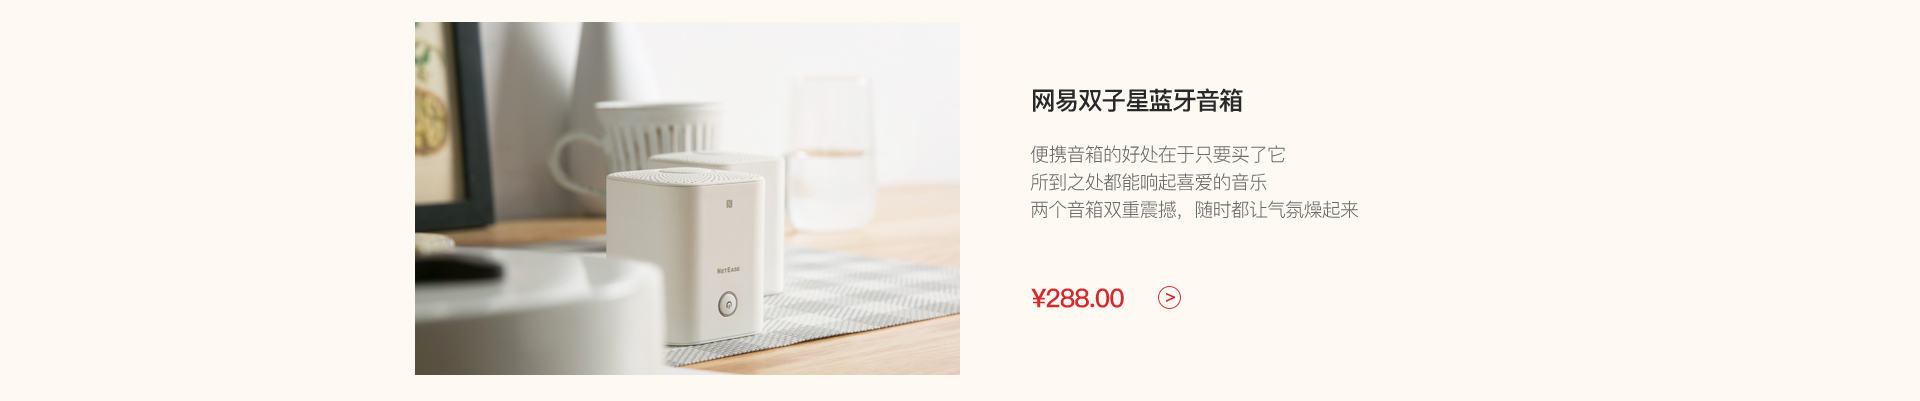 网易双子星蓝牙音箱
便携音箱的好处在于只要买了它
所到之处都能响起喜爱的音乐
两个音箱双重震撼，随时都让气氛燥起来
¥288.00
>
NetEase